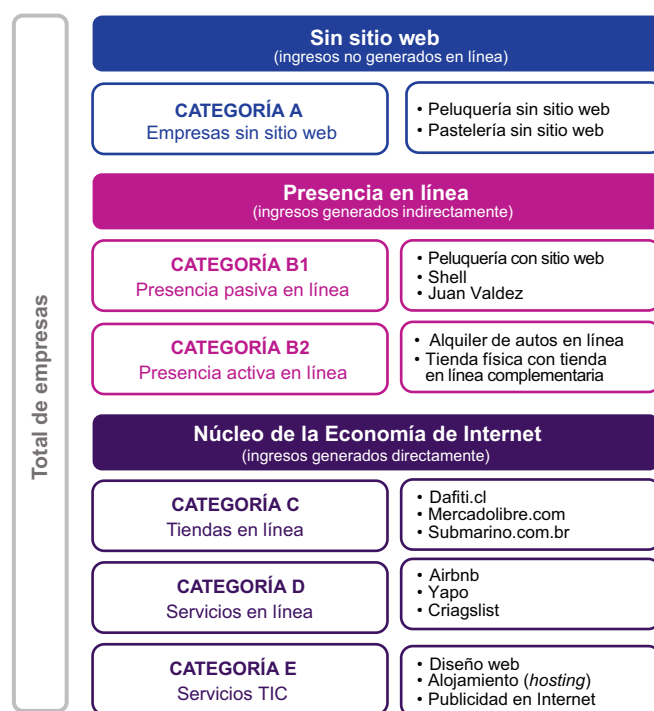 Total de empresas
Sin sitio web
(ingresos no generados en línea)
CATEGORÍA A
Empresas sin sitio web
• Peluquería sin sitio web
• Pastelería sin sitio web
Presencia en línea
(ingresos generados indirectamente)
CATEGORÍA B1
Presencia pasiva en línea
• Peluquería con sitio web
• Shell
• Juan Valdez
CATEGORÍA B2
Presencia activa en línea
• Alquiler de autos en línea
• Tienda física con tienda
en línea complementaria
Núcleo de la Economía de Internet
(ingresos generados directamente)
CATEGORÍA C
Tiendas en línea
• Dafiti.cl
• Mercadolibre.com
• Submarino.com.br
CATEGORÍA D
Servicios en línea
• Airbnb
• Yapo
• Criagslist
CATEGORÍA E
Servicios TIC
• Diseño web
• Alojamiento (hosting)
• Publicidad en Internet